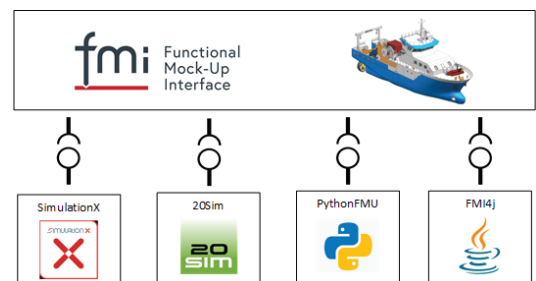 fmi
Functional
Mock-Up
Interface
SimulationX
20Sim
PythonFMU
FMI4j
SIMULATION X
20
SIM